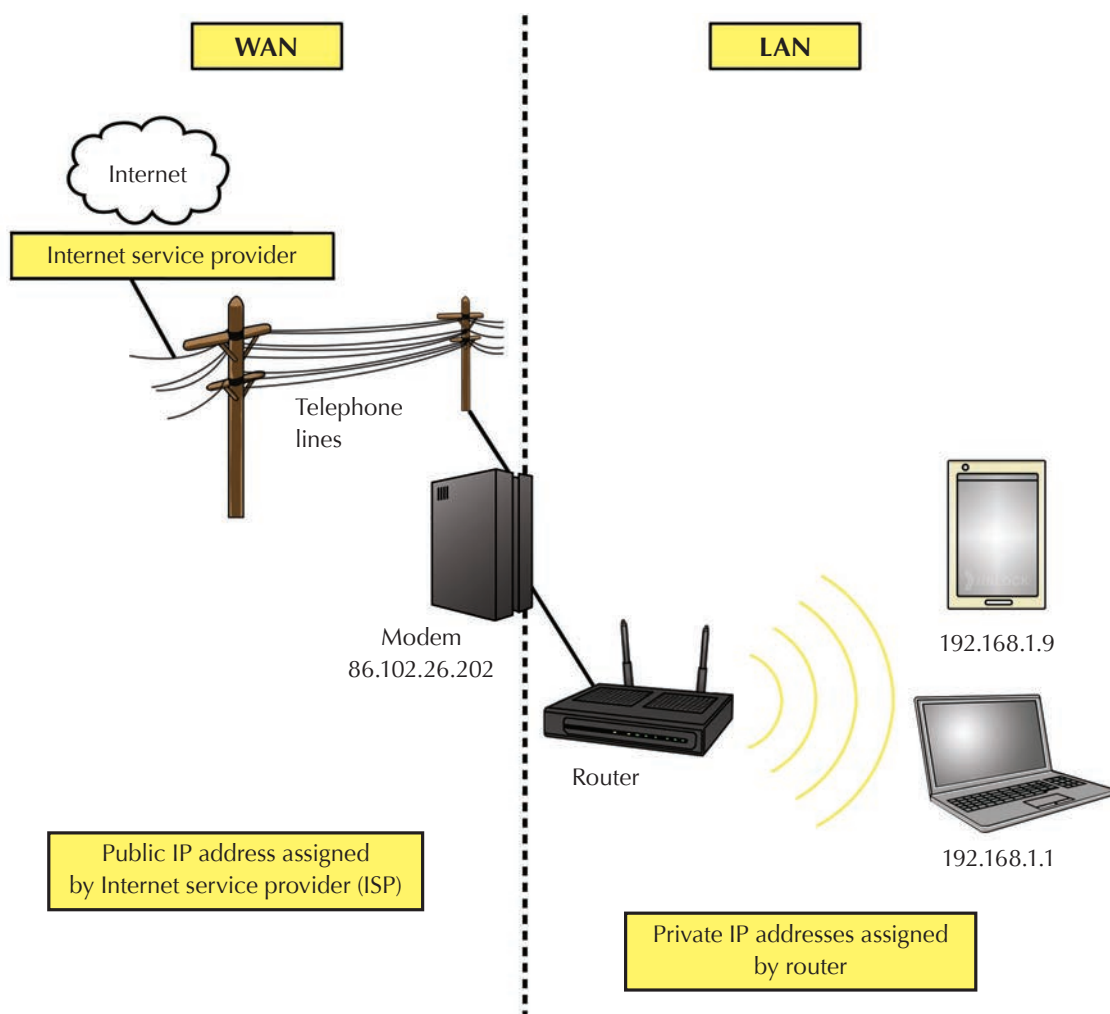 WAN
LAN
Internet
Internet service provider
Telephone
lines
Modem
86.102.26.202
Router
192.168.1.9
192.168.1.1
Public IP address assigned
by Internet service provider (ISP)
Private IP addresses assigned
by router